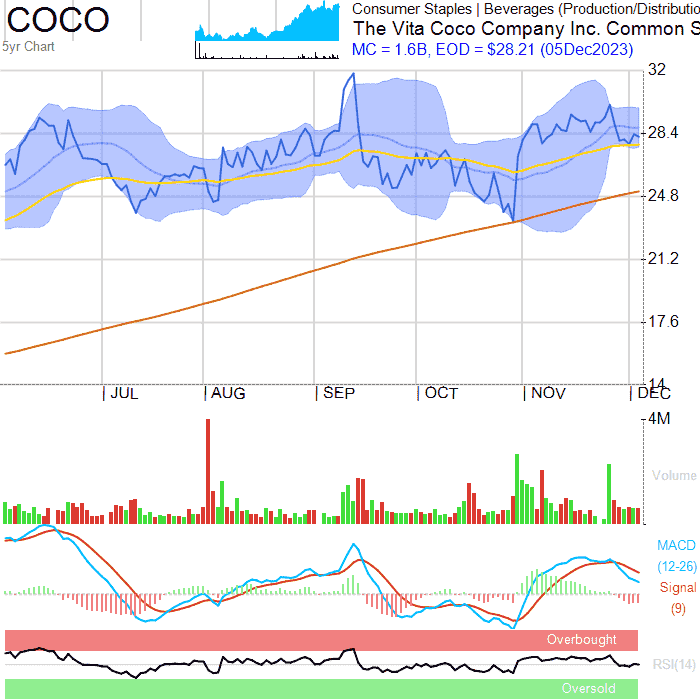 COCO
5yr Chart
Consumer Staples | Beverages (Production/Distributio
The Vita Coco Company Inc. Common S
MC = 1.6B, EOD = $28.21 (05Dec2023)
32
28.4
24.8
21.2
17.6
14
JUL AUG SEP OCT NOV DEC
4M
Volume
MACD
(12-26)
Signal
(9)
Overbought
RSI(14)
Oversold